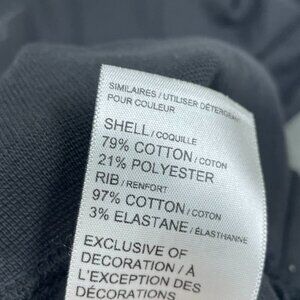 SIMILAIRES / UTILISER DÉTERGEANT
POUR COULEUR
SHELL / COQUILLE
79% COTTON / COTON
21% POLYESTER
RIB / RENFORT
97% COTTON / COTON
3% ELASTANE / ÉLASTHANNE
EXCLUSIVE OF
DECORATION / À
L'EXCEPTION DES
DÉCORATIONS